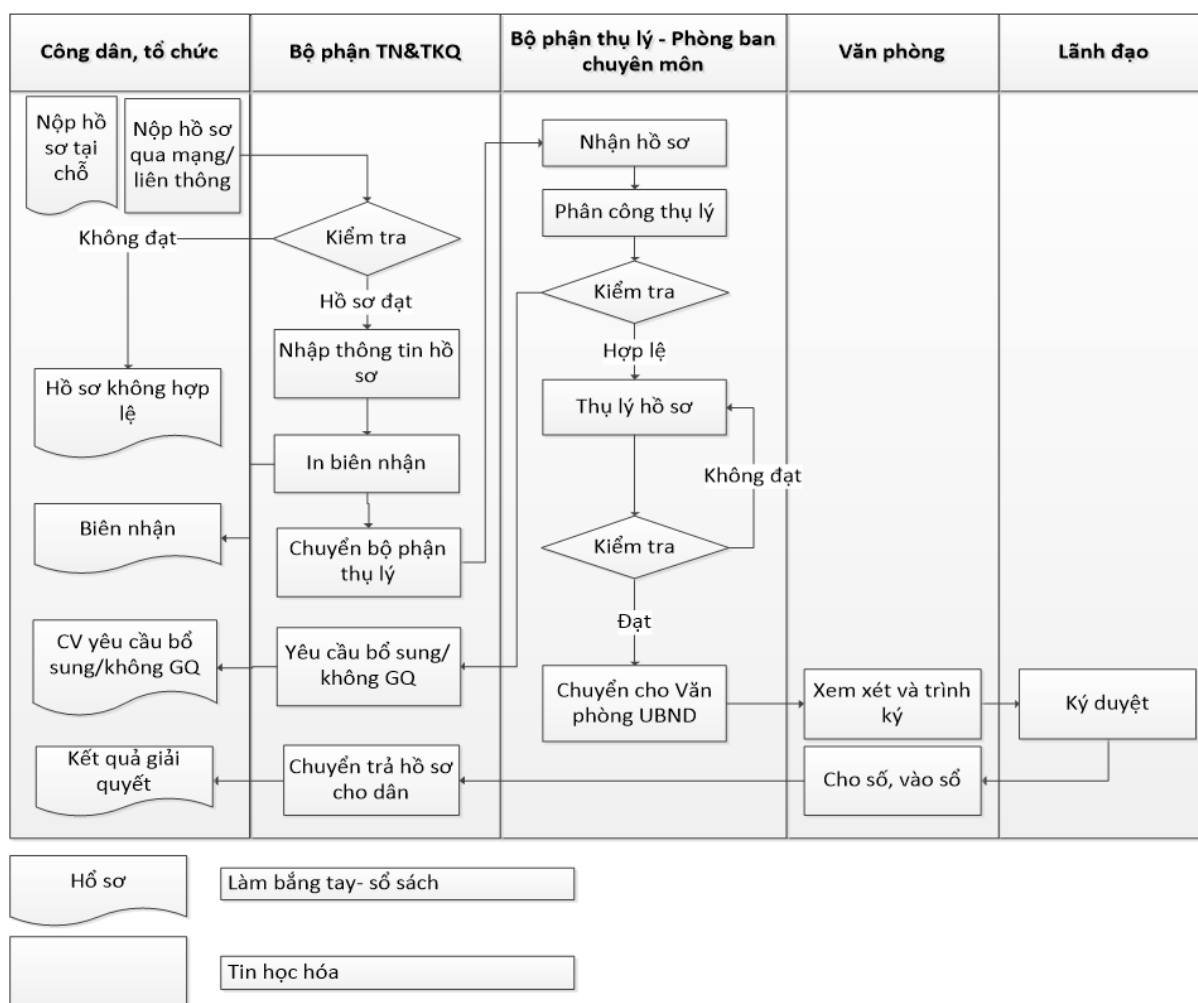 Công dân, tổ chức
Bộ phận TN&TKQ
Bộ phận thụ lý - Phòng ban
chuyên môn
Văn phòng
Lãnh đạo
Nộp hồ
sơ tại
chỗ
Nộp hồ sơ
qua mạng/
liên thông
Không đạt
Hồ sơ không hợp
lệ
Biên nhận
CV yêu cầu bổ
sung/không GQ
Kết quả giải
quyết
Kiểm tra
Hồ sơ đạt
Nhập thông tin hồ
sơ
In biên nhận
Chuyển bộ phận
thụ lý
Yêu cầu bổ sung/
không GQ
Chuyển trả hồ sơ
cho dân
Nhận hồ sơ
Phân công thụ lý
Kiểm tra
Hợp lệ
Thụ lý hồ sơ
Không đạt
Kiểm tra
Đạt
Chuyển cho Văn
phòng UBND
Xem xét và trình
ký
Cho số, vào sổ
Ký duyệt
Hổ sơ
Làm bắng tay- sổ sách
Tin học hóa